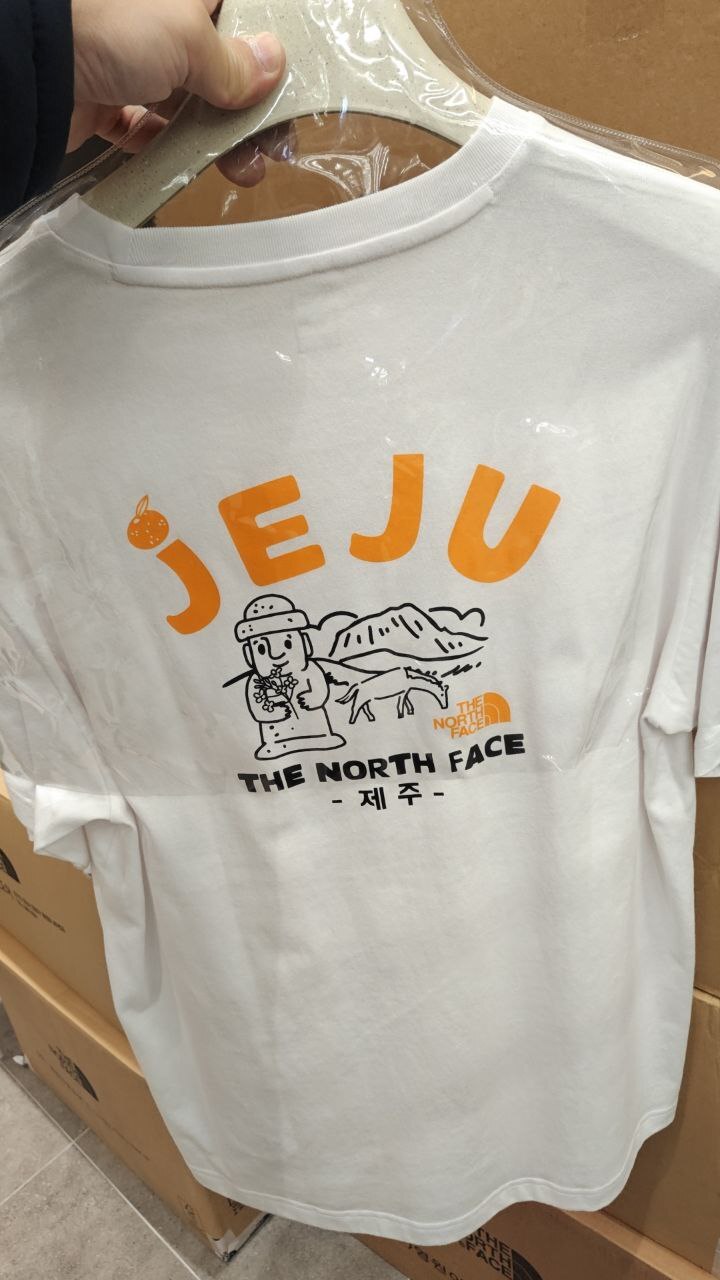 JEJU
THE
NORTH
FACE
THE NORTH FACE
- 제주 -